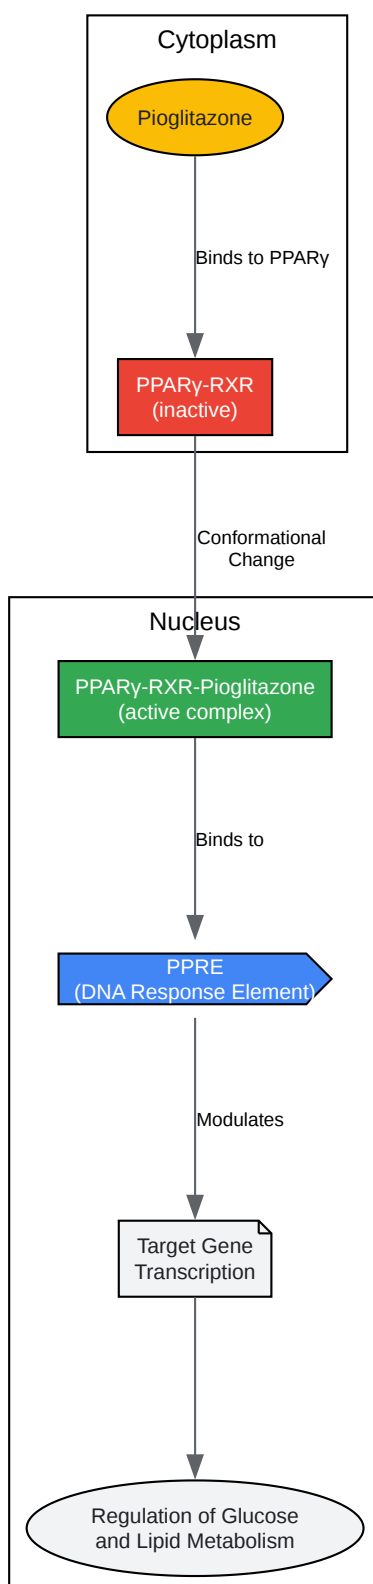 Cytoplasm
Pioglitazone
Binds to PPARγ
PPARγ-RXR
(inactive)
Conformational
Change
Nucleus
PPARγ-RXR-Pioglitazone
(active complex)
Binds to
PPRE
(DNA Response Element)
Modulates
Target Gene
Transcription
Regulation of Glucose
and Lipid Metabolism